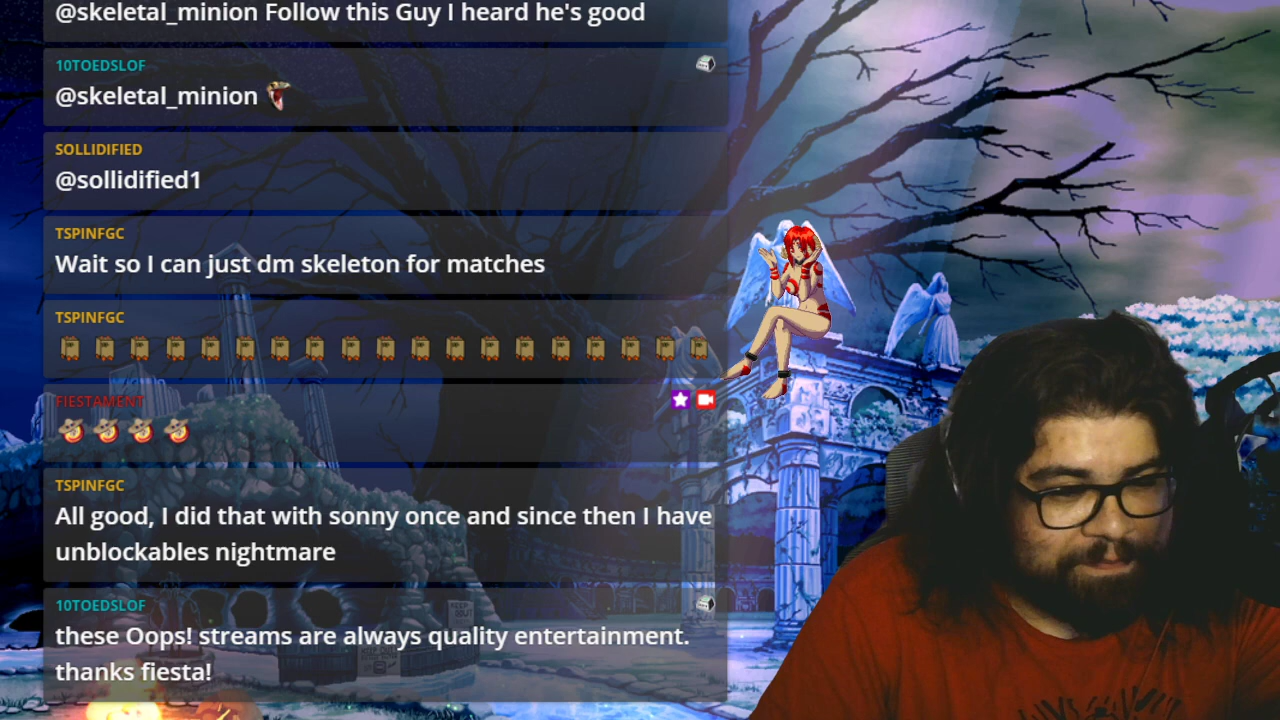 @skeletal_minion Follow this Guy I heard he's good
10TOEDSLOF
@skeletal_minion
SOLLIDIFIED
@sollidified1
TSPINFGC
Wait so I can just dm skeleton for matches
TSPINFGC
FIESTAMENT
TSPINFGC
All good, I did that with sonny once and since then I have
unblockables nightmare
KEEP
OUT
10TOEDSLOF
these Oops! streams are always quality entertainment.
thanks fiesta!